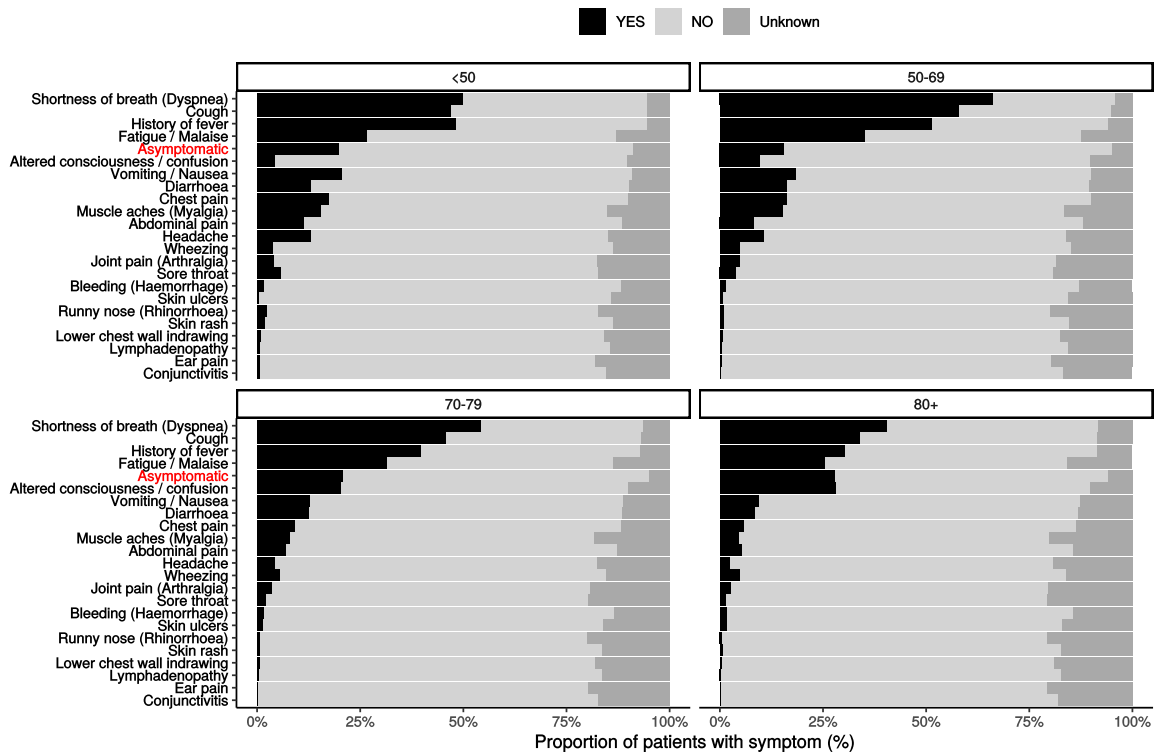 YES NO Unknown
<50 50-69
Shortness of breath (Dyspnea)
Cough
History of fever
Fatigue / Malaise
Asymptomatic
Altered consciousness / confusion
Vomiting / Nausea
Diarrhoea
Chest pain
Muscle aches (Myalgia)
Abdominal pain
Headache
Wheezing
Joint pain (Arthralgia)
Sore throat
Bleeding (Haemorrhage)
Skin ulcers
Runny nose (Rhinorrhoea)
Skin rash
Lower chest wall indrawing
Lymphadenopathy
Ear pain
Conjunctivitis
70-79 80+
Shortness of breath (Dyspnea)
Cough
History of fever
Fatigue / Malaise
Asymptomatic
Altered consciousness / confusion
Vomiting / Nausea
Diarrhoea
Chest pain
Muscle aches (Myalgia)
Abdominal pain
Headache
Wheezing
Joint pain (Arthralgia)
Sore throat
Bleeding (Haemorrhage)
Skin ulcers
Runny nose (Rhinorrhoea)
Skin rash
Lower chest wall indrawing
Lymphadenopathy
Ear pain
Conjunctivitis
0% 25% 50% 75% 100% 0% 25% 50% 75% 100%
Proportion of patients with symptom (%)